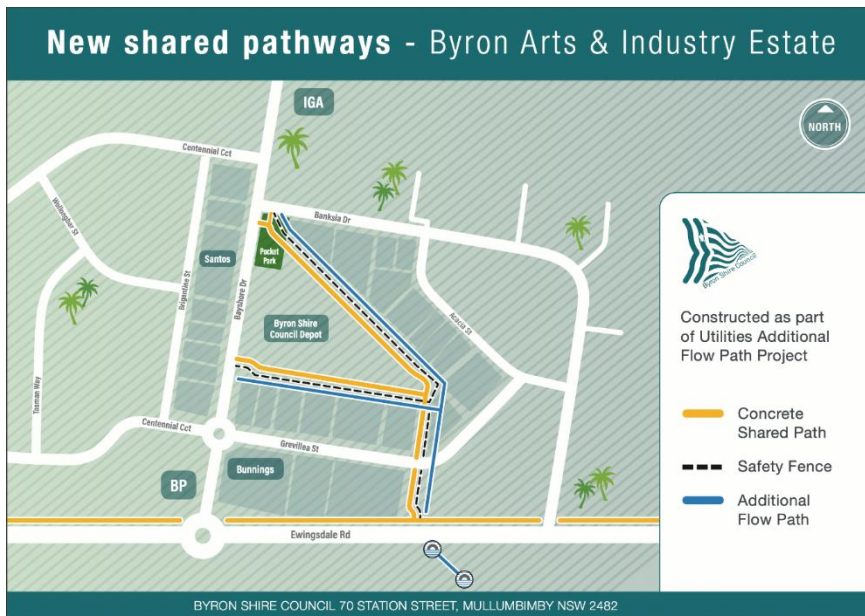 New shared pathways - Byron Arts & Industry Estate
IGA
NORTH
Centennial Cct
Banksia Dr
Wollongbar St
Pocket
Park
Santos
Brigantine St
Bayshore Dr
Byron Shire
Council Depot
Acacia St
Tasman Way
Centennial Cct
Grevillea St
Bunnings
BP
Ewingsdale Rd
Byron Shire Council
Constructed as part
of Utilities Additional
Flow Path Project
Concrete
Shared Path
Safety Fence
Additional
Flow Path
BYRON SHIRE COUNCIL 70 STATION STREET, MULLUMBIMBY NSW 2482